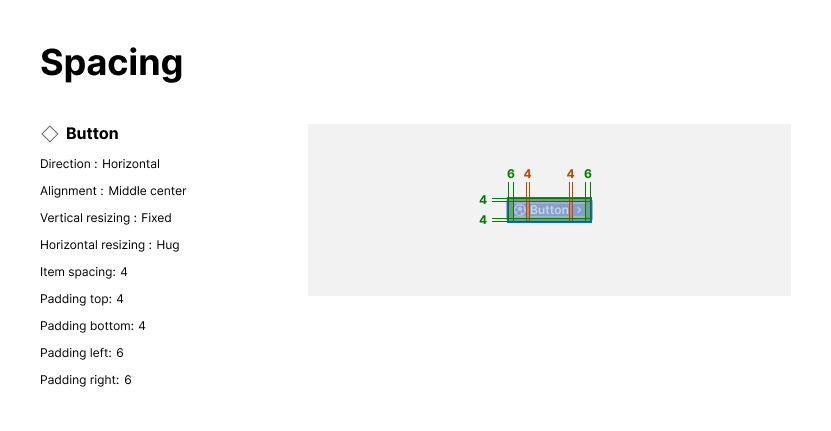 Spacing
Button
Direction : Horizontal
Alignment : Middle center
Vertical resizing : Fixed
Horizontal resizing : Hug
Item spacing: 4
Padding top: 4
Padding bottom: 4
Padding left: 6
Padding right: 6
6 4 4 6
4
Button
4